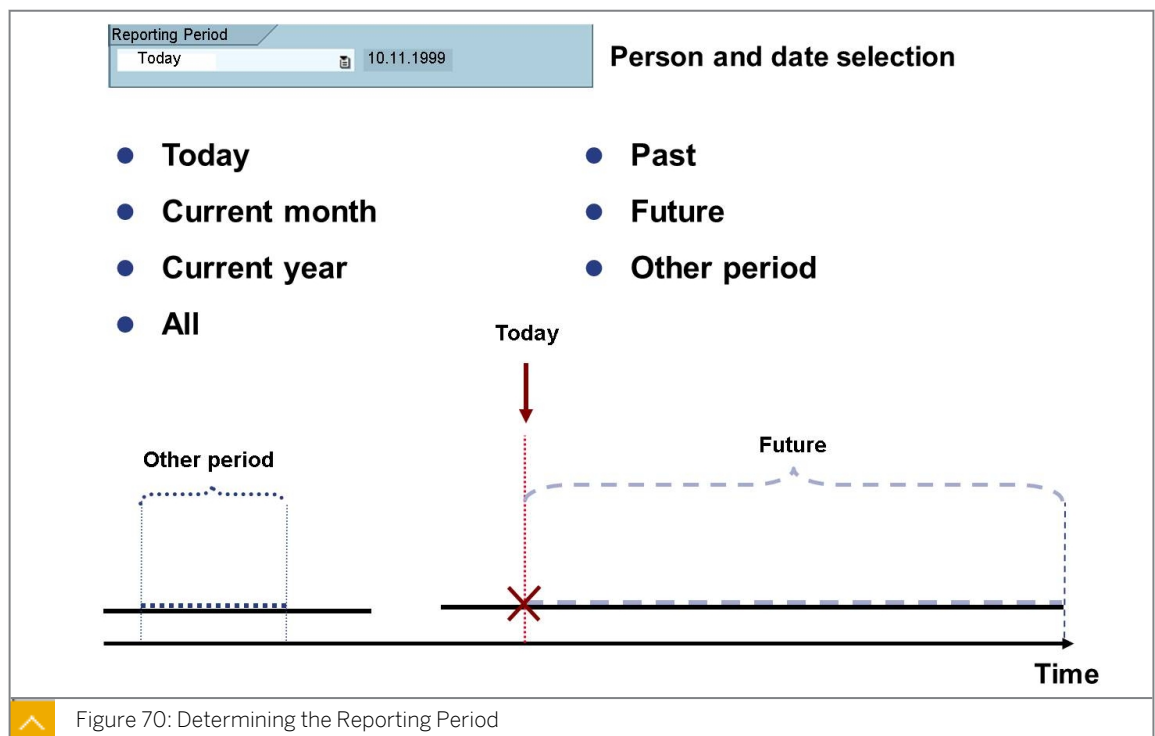 Reporting Period
Today
10.11.1999
Person and date selection
Today
Current month
Current year
All
Past
Future
Other period
Today
Other period
Future
Time
Figure 70: Determining the Reporting Period